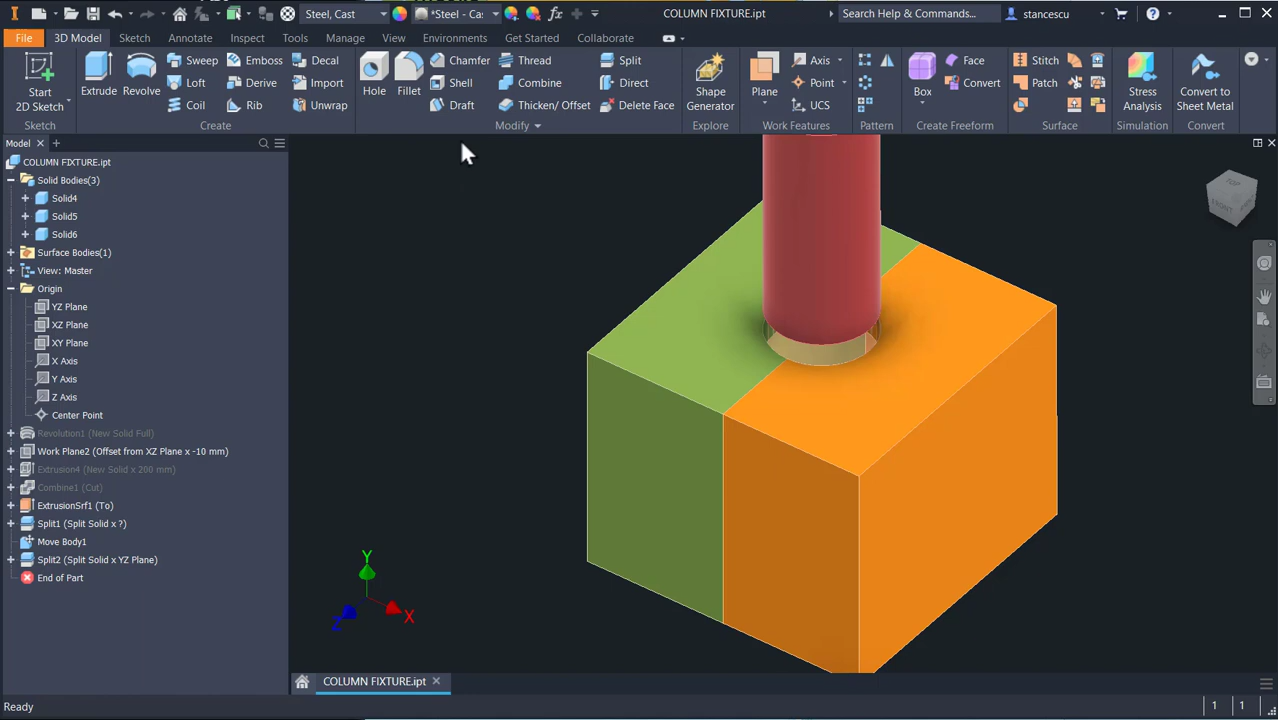 Steel, Cast
*Steel - Cas
fx
COLUMN FIXTURE.ipt
Search Help & Commands...
stancescu
File
3D Model
Sketch
Annotate
Inspect
Tools
Manage
View
Environments
Get Started
Collaborate
Start
2D Sketch
Sketch
Extrude
Revolve
Sweep
Loft
Coil
Emboss
Derive
Rib
Decal
Import
Unwrap
Create
Hole
Fillet
Chamfer
Shell
Draft
Thread
Combine
Thicken/ Offset
Split
Direct
Delete Face
Modify
Shape
Generator
Explore
Plane
Axis
Point
UCS
Work Features
Pattern
Box
Face
Convert
Create Freeform
Stitch
Surface
Stress
Analysis
Simulation
Convert to
Sheet Metal
Convert
Model
COLUMN FIXTURE.ipt
Solid Bodies(3)
Solid4
Solid5
Solid6
Surface Bodies(1)
View: Master
Origin
YZ Plane
XZ Plane
XY Plane
X Axis
Y Axis
Z Axis
Center Point
Revolution1 (New Solid Full)
Work Plane2 (Offset from XZ Plane x -10 mm)
Extrusion4 (New Solid x 200 mm)
Combine1 (Cut)
ExtrusionSrf1 (To)
Split1 (Split Solid x ?)
Move Body1
Split2 (Split Solid x YZ Plane)
End of Part
TOP
FRONT
Y
X
Z
COLUMN FIXTURE.ipt
Ready
1
1